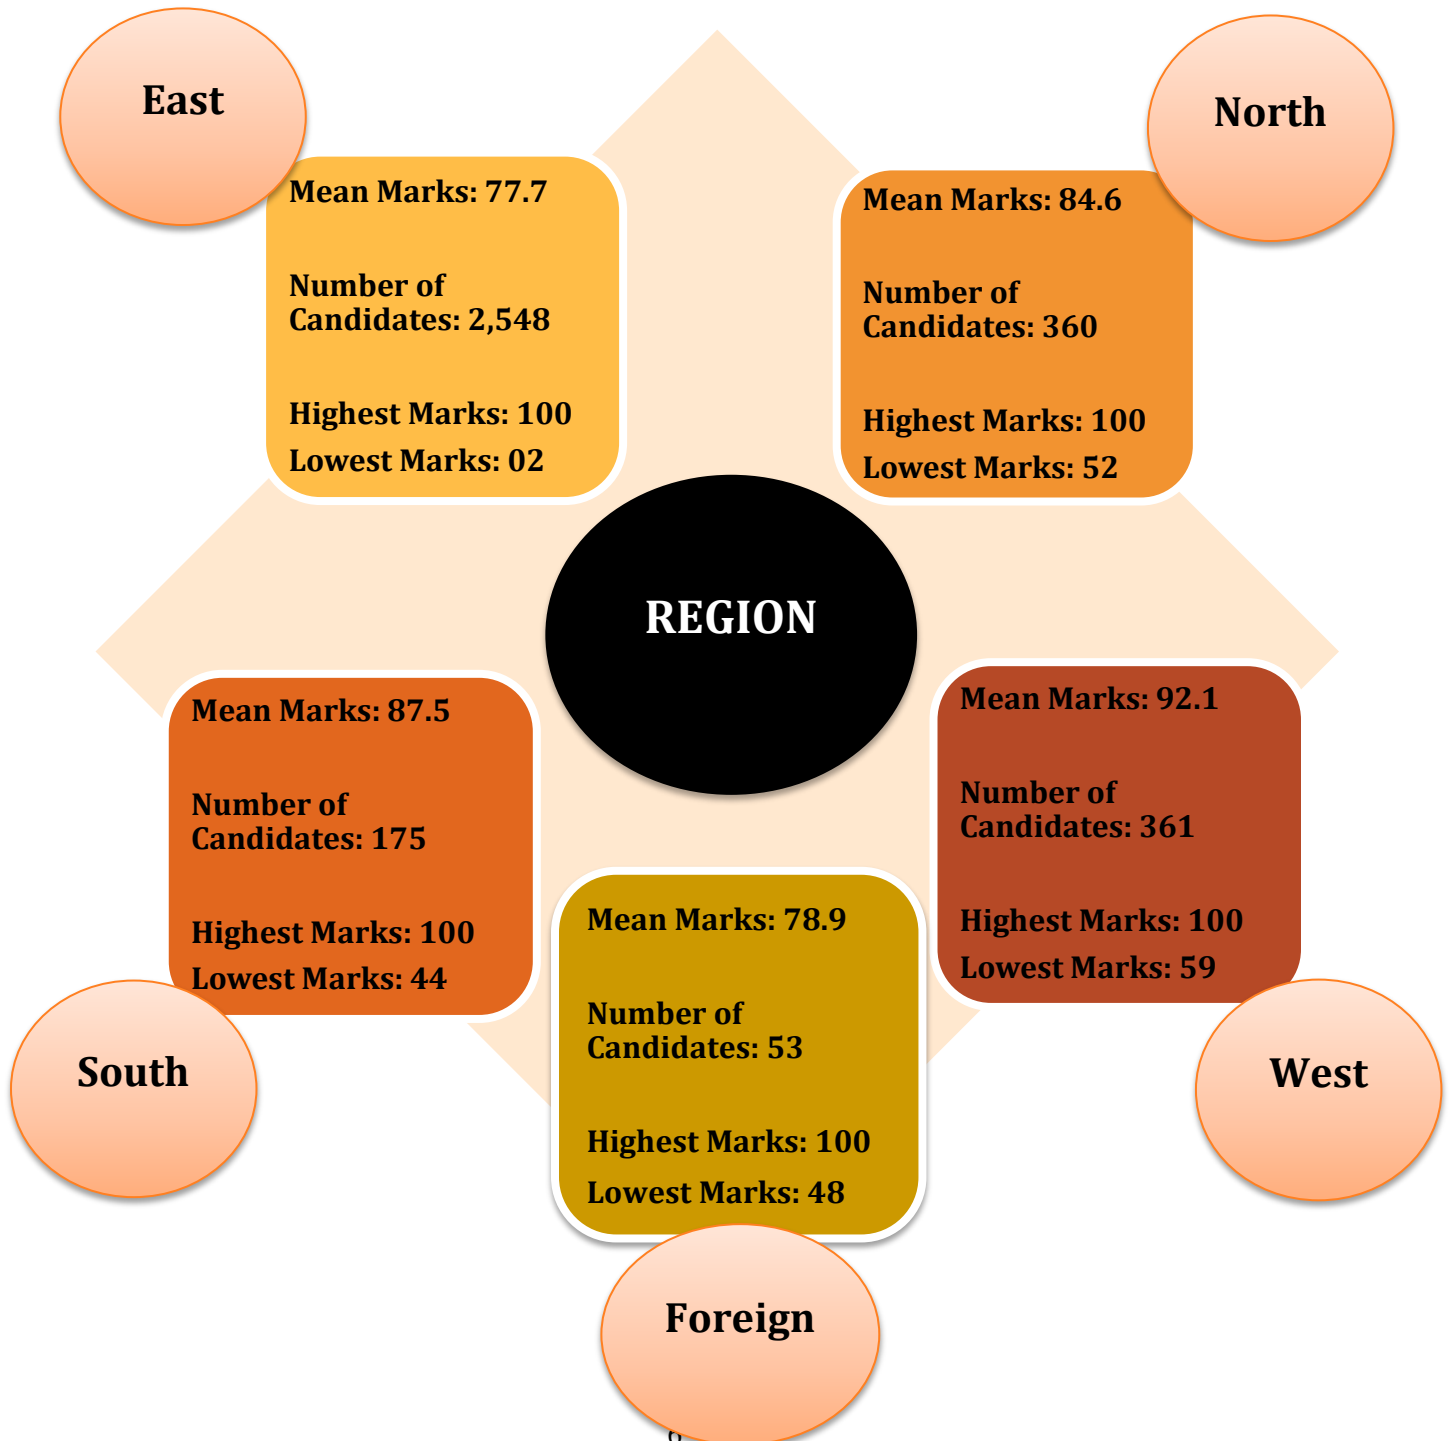 East
Mean Marks: 77.7
Number of
Candidates: 2,548
Highest Marks: 100
Lowest Marks: 02
North
Mean Marks: 84.6
Number of
Candidates: 360
Highest Marks: 100
Lowest Marks: 52
REGION
Mean Marks: 87.5
Number of
Candidates: 175
Highest Marks: 100
Lowest Marks: 44
South
Mean Marks: 92.1
Number of
Candidates: 361
Highest Marks: 100
Lowest Marks: 59
West
Mean Marks: 78.9
Number of
Candidates: 53
Highest Marks: 100
Lowest Marks: 48
Foreign